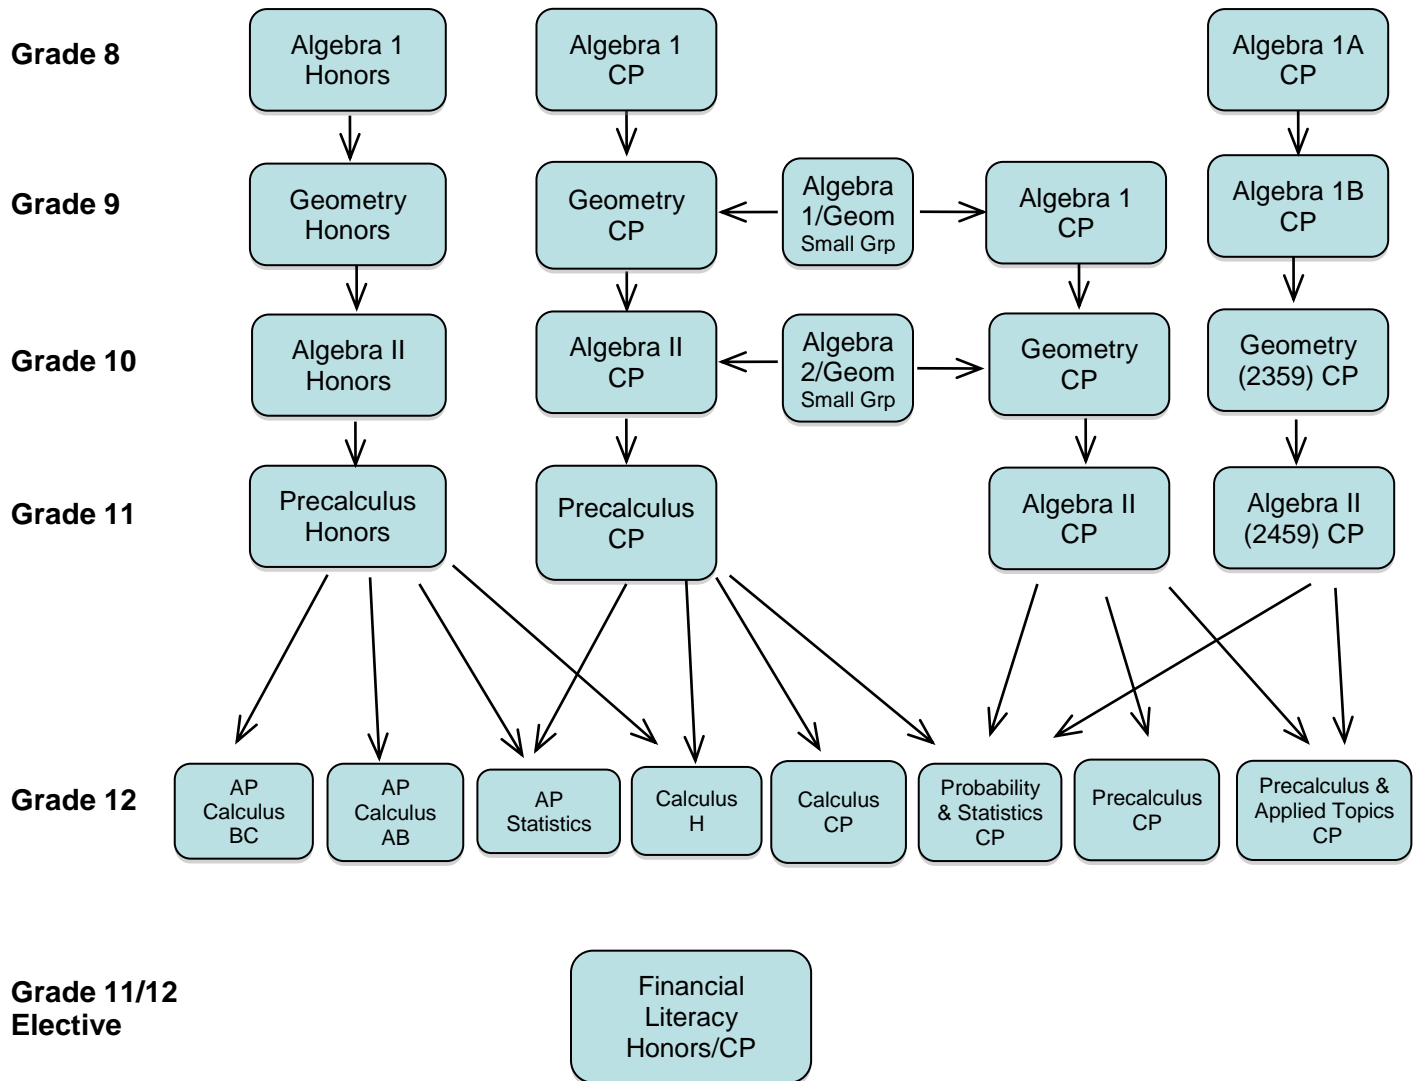 Grade 8
Algebra 1
Honors
Algebra 1
CP
Algebra 1A
CP
Grade 9
Geometry
Honors
Geometry
CP
Algebra
1/Geom
Small Grp
Algebra 1
CP
Algebra 1B
CP
Grade 10
Algebra II
Honors
Algebra II
CP
Algebra
2/Geom
Small Grp
Geometry
CP
Geometry
(2359) CP
Grade 11
Precalculus
Honors
Precalculus
CP
Algebra II
CP
Algebra II
(2459) CP
Grade 12
AP
Calculus
BC
AP
Calculus
AB
AP
Statistics
Calculus
H
Calculus
CP
Probability
& Statistics
CP
Precalculus
CP
Precalculus &
Applied Topics
CP
Grade 11/12
Elective
Financial
Literacy
Honors/CP